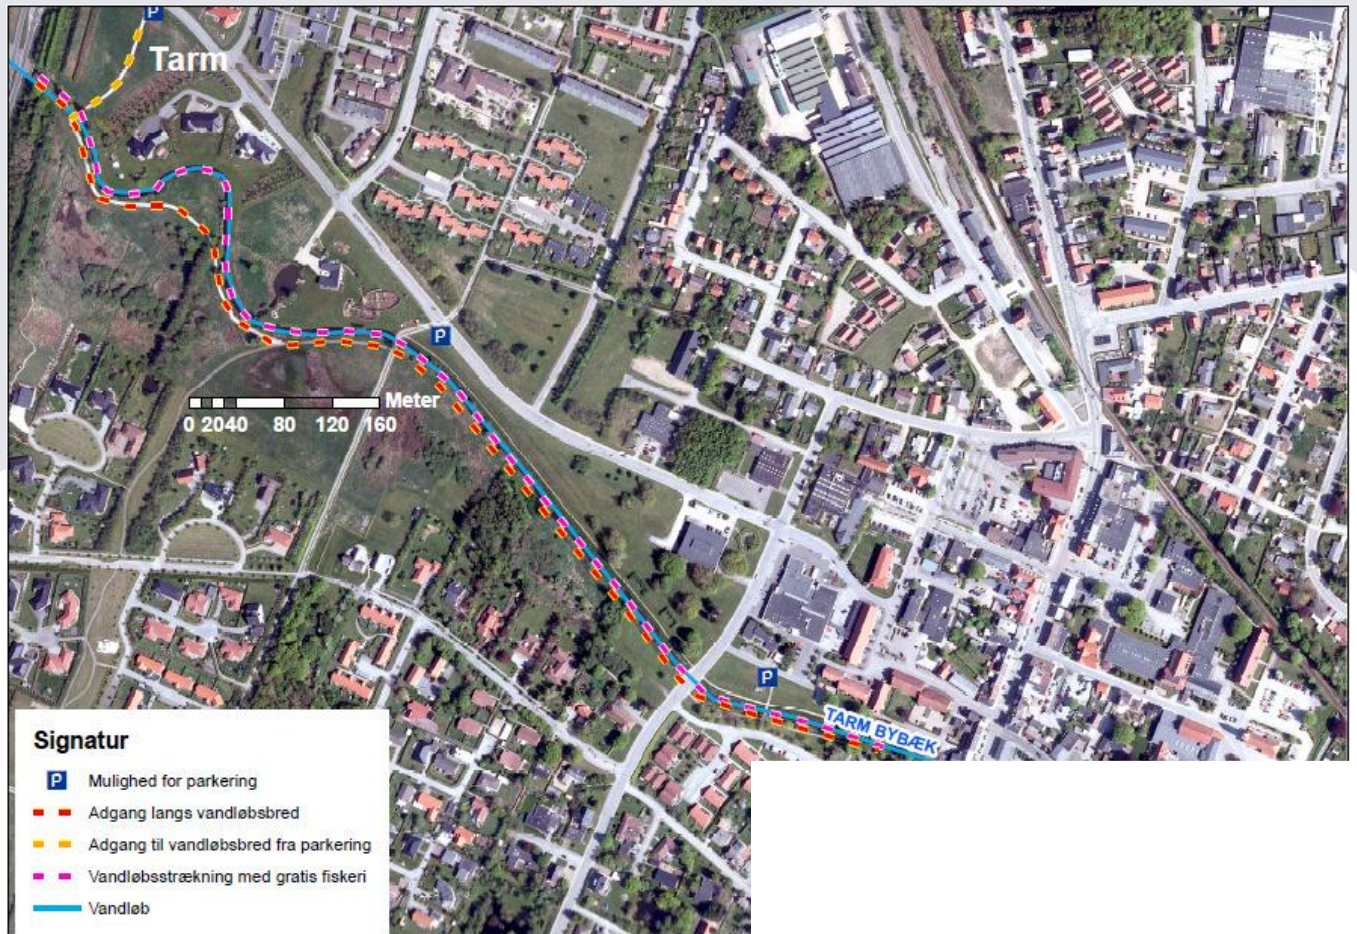 P
Tarm
N
P
Meter
0 2040 80 120 160
P
TARM BYBÆK
Signatur
P Mulighed for parkering
Adgang langs vandløbsbred
Adgang til vandløbsbred fra parkering
Vandløbsstrækning med gratis fiskeri
Vandløb